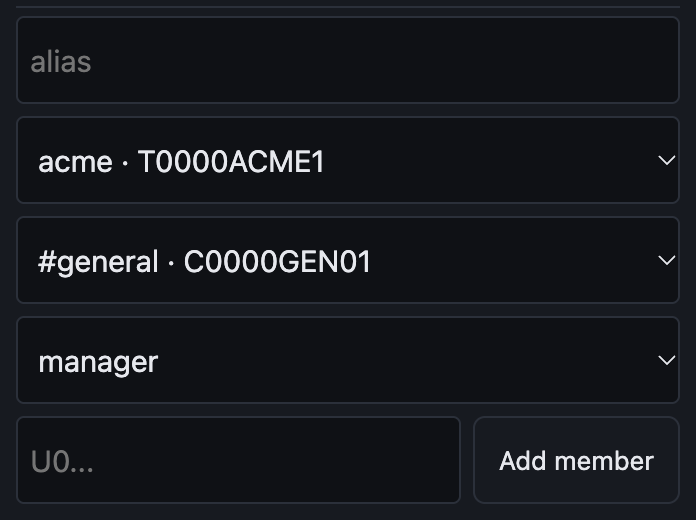 alias
acme · T0000ACME1
#general · C0000GEN01
manager
U0...
Add member